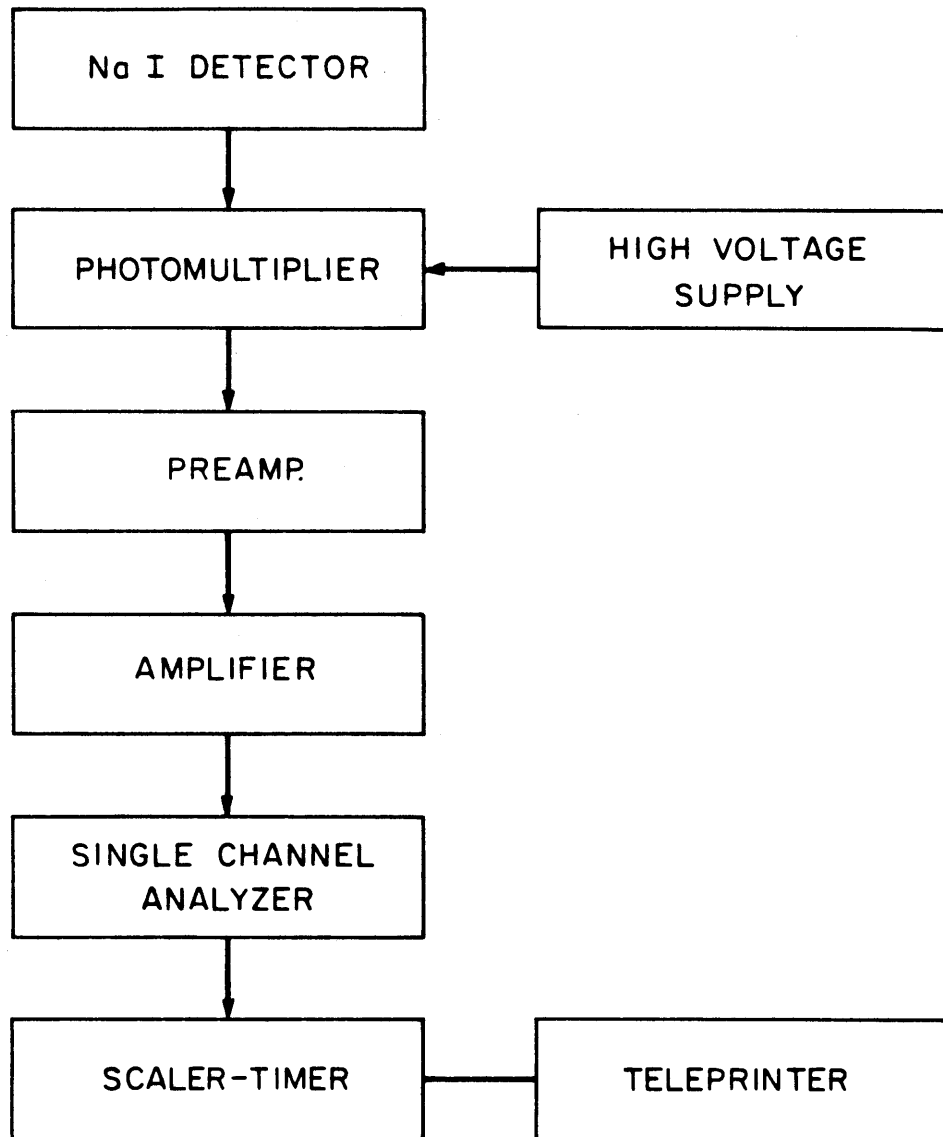 Na I DETECTOR
PHOTOMULTIPLIER
HIGH VOLTAGE
SUPPLY
PREAMP.
AMPLIFIER
SINGLE CHANNEL
ANALYZER
SCALER-TIMER
TELEPRINTER